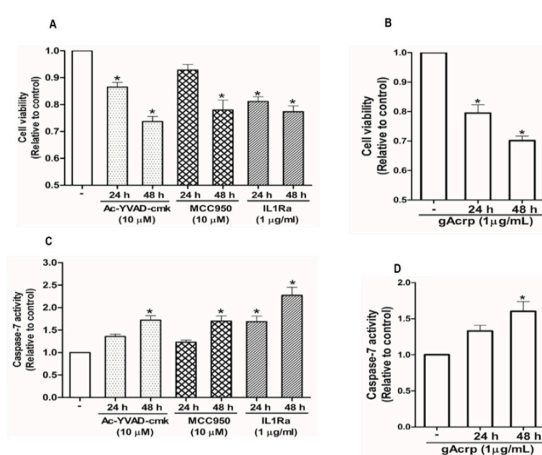 A
Cell viability
(Relative to control)
1.0
0.9
0.8
0.7
0.6
0.5
* * * * *
- 24 h 48 h 24 h 48 h 24 h 48 h
Ac-YVAD-cmk MCC950 IL1Ra
(10 μM) (10 μM) (1 μg/ml)
B
Cell viability
(Relative to control)
1.0
0.9
0.8
0.7
0.6
0.5
* *
- 24 h 48 h
gAcrp (1μg/mL)
C
Caspase-7 activity
(Relative to control)
3.0
2.5
2.0
1.5
1.0
0.5
0.0
* * * *
- 24 h 48 h 24 h 48 h 24 h 48 h
Ac-YVAD-cmk MCC950 IL1Ra
(10 μM) (10 μM) (1 μg/ml)
D
Caspase-7 activity
(Relative to control)
2.0
1.5
1.0
0.5
0.0
*
- 24 h 48 h
gAcrp (1μg/mL)